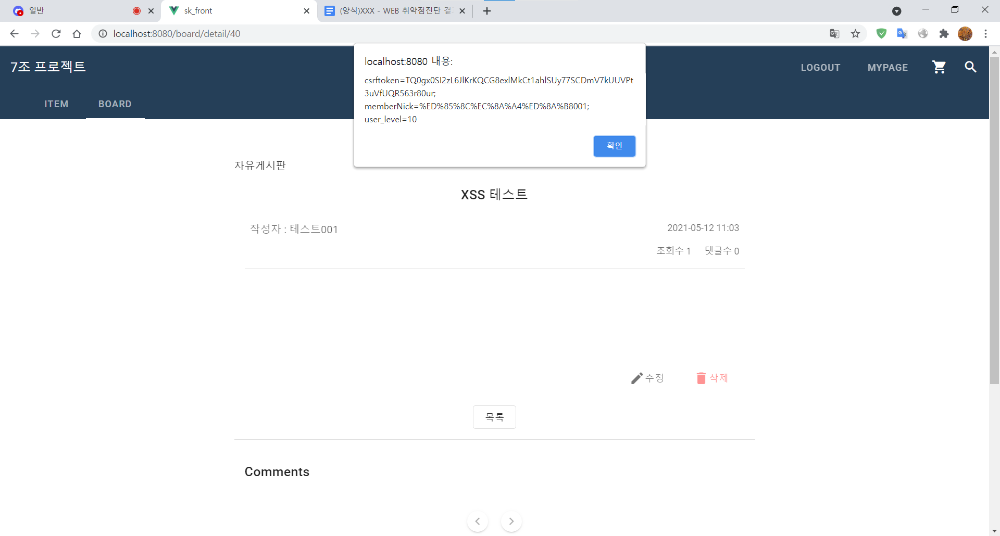 일반
sk_front
(양식)XXX - WEB 취약점진단 결
localhost:8080/board/detail/40
7조 프로젝트
LOGOUT
MYPAGE
ITEM
BOARD
localhost:8080 내용:
csrftoken=TQ0gx0SI2zL6JlKrKQCG8exlMkCt1ahlSUy77SCDmV7kUUVPt
3uVfUQR563r80ur;
memberNick=%ED%85%8C%EC%8A%A4%ED%8A%B8001;
user_level=10
확인
자유게시판
XSS 테스트
작성자 : 테스트001
2021-05-12 11:03
조회수 1 댓글수 0
수정
삭제
목록
Comments